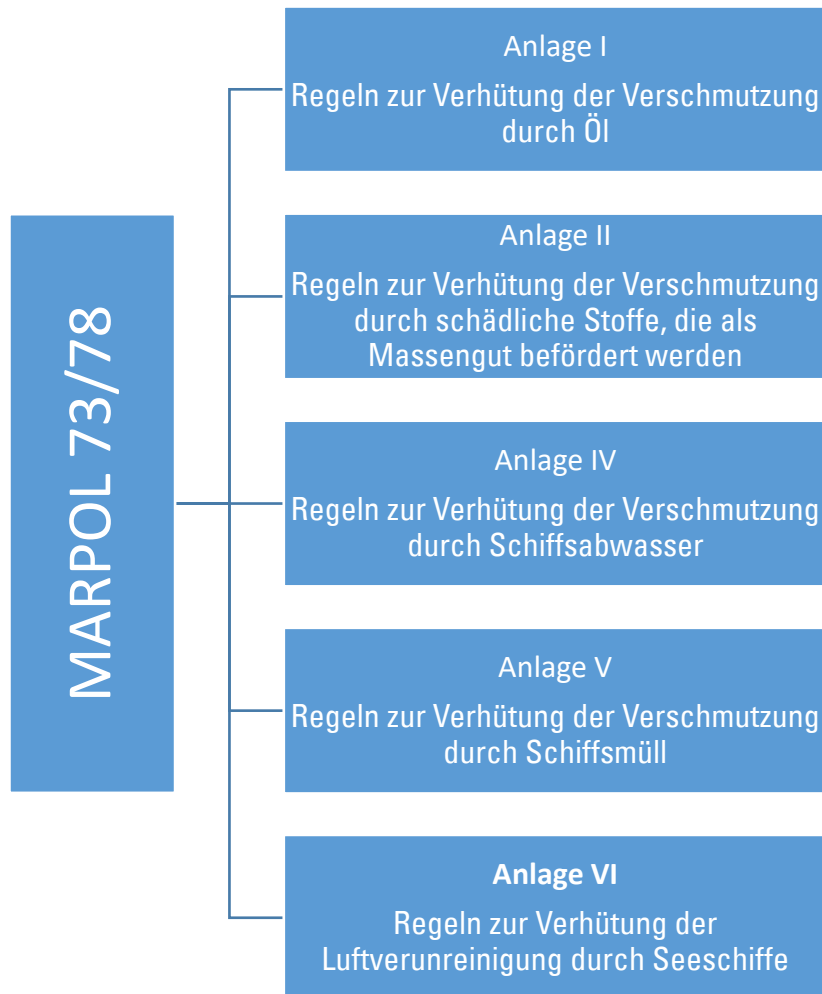 MARPOL 73/78
Anlage I
Regeln zur Verhütung der Verschmutzung
durch Öl
Anlage II
Regeln zur Verhütung der Verschmutzung
durch schädliche Stoffe, die als
Massengut befördert werden
Anlage IV
Regeln zur Verhütung der Verschmutzung
durch Schiffsabwasser
Anlage V
Regeln zur Verhütung der Verschmutzung
durch Schiffsmüll
Anlage VI
Regeln zur Verhütung der
Luftverunreinigung durch Seeschiffe